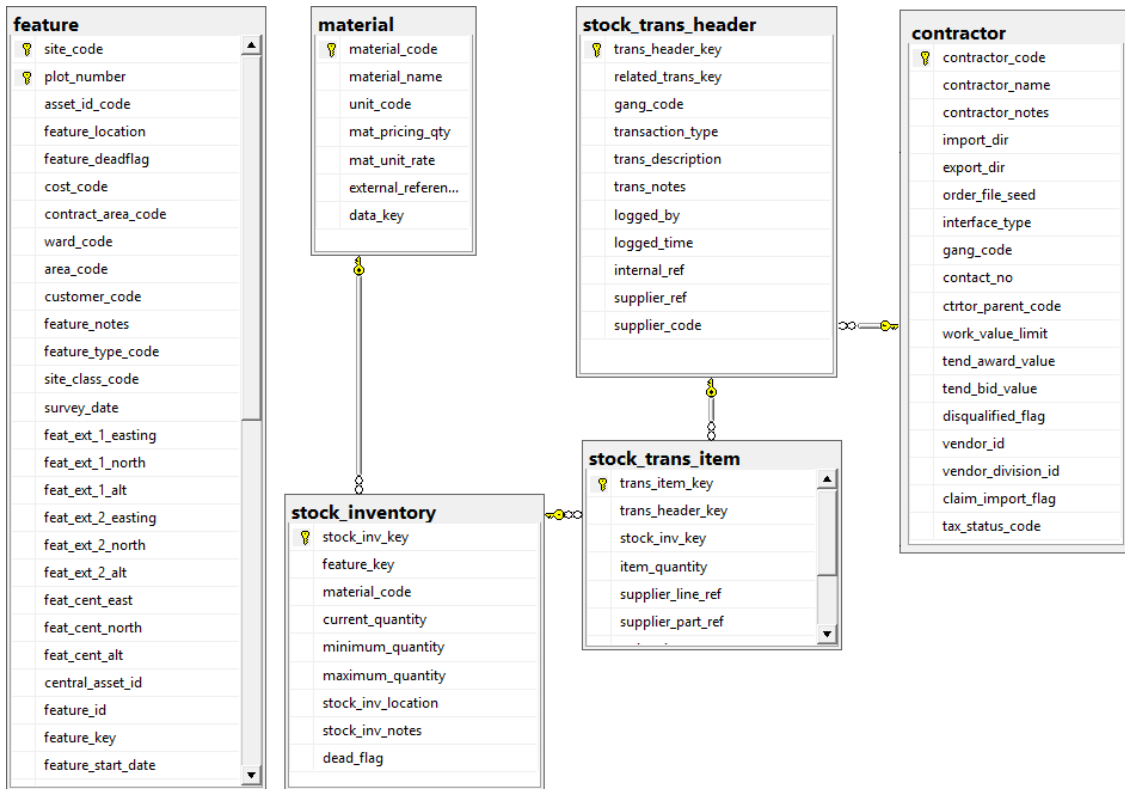 feature
site_code
plot_number
asset_id_code
feature_location
feature_deadflag
cost_code
contract_area_code
ward_code
area_code
customer_code
feature_notes
feature_type_code
site_class_code
survey_date
feat_ext_1_easting
feat_ext_1_north
feat_ext_1_alt
feat_ext_2_easting
feat_ext_2_north
feat_ext_2_alt
feat_cent_east
feat_cent_north
feat_cent_alt
central_asset_id
feature_id
feature_key
feature_start_date
material
material_code
material_name
unit_code
mat_pricing_qty
mat_unit_rate
external_referen...
data_key
stock_inventory
stock_inv_key
feature_key
material_code
current_quantity
minimum_quantity
maximum_quantity
stock_inv_location
stock_inv_notes
dead_flag
stock_trans_header
trans_header_key
related_trans_key
gang_code
transaction_type
trans_description
trans_notes
logged_by
logged_time
internal_ref
supplier_ref
supplier_code
stock_trans_item
trans_item_key
trans_header_key
stock_inv_key
item_quantity
supplier_line_ref
supplier_part_ref
contractor
contractor_code
contractor_name
contractor_notes
import_dir
export_dir
order_file_seed
interface_type
gang_code
contact_no
ctrtor_parent_code
work_value_limit
tend_award_value
tend_bid_value
disqualified_flag
vendor_id
vendor_division_id
claim_import_flag
tax_status_code